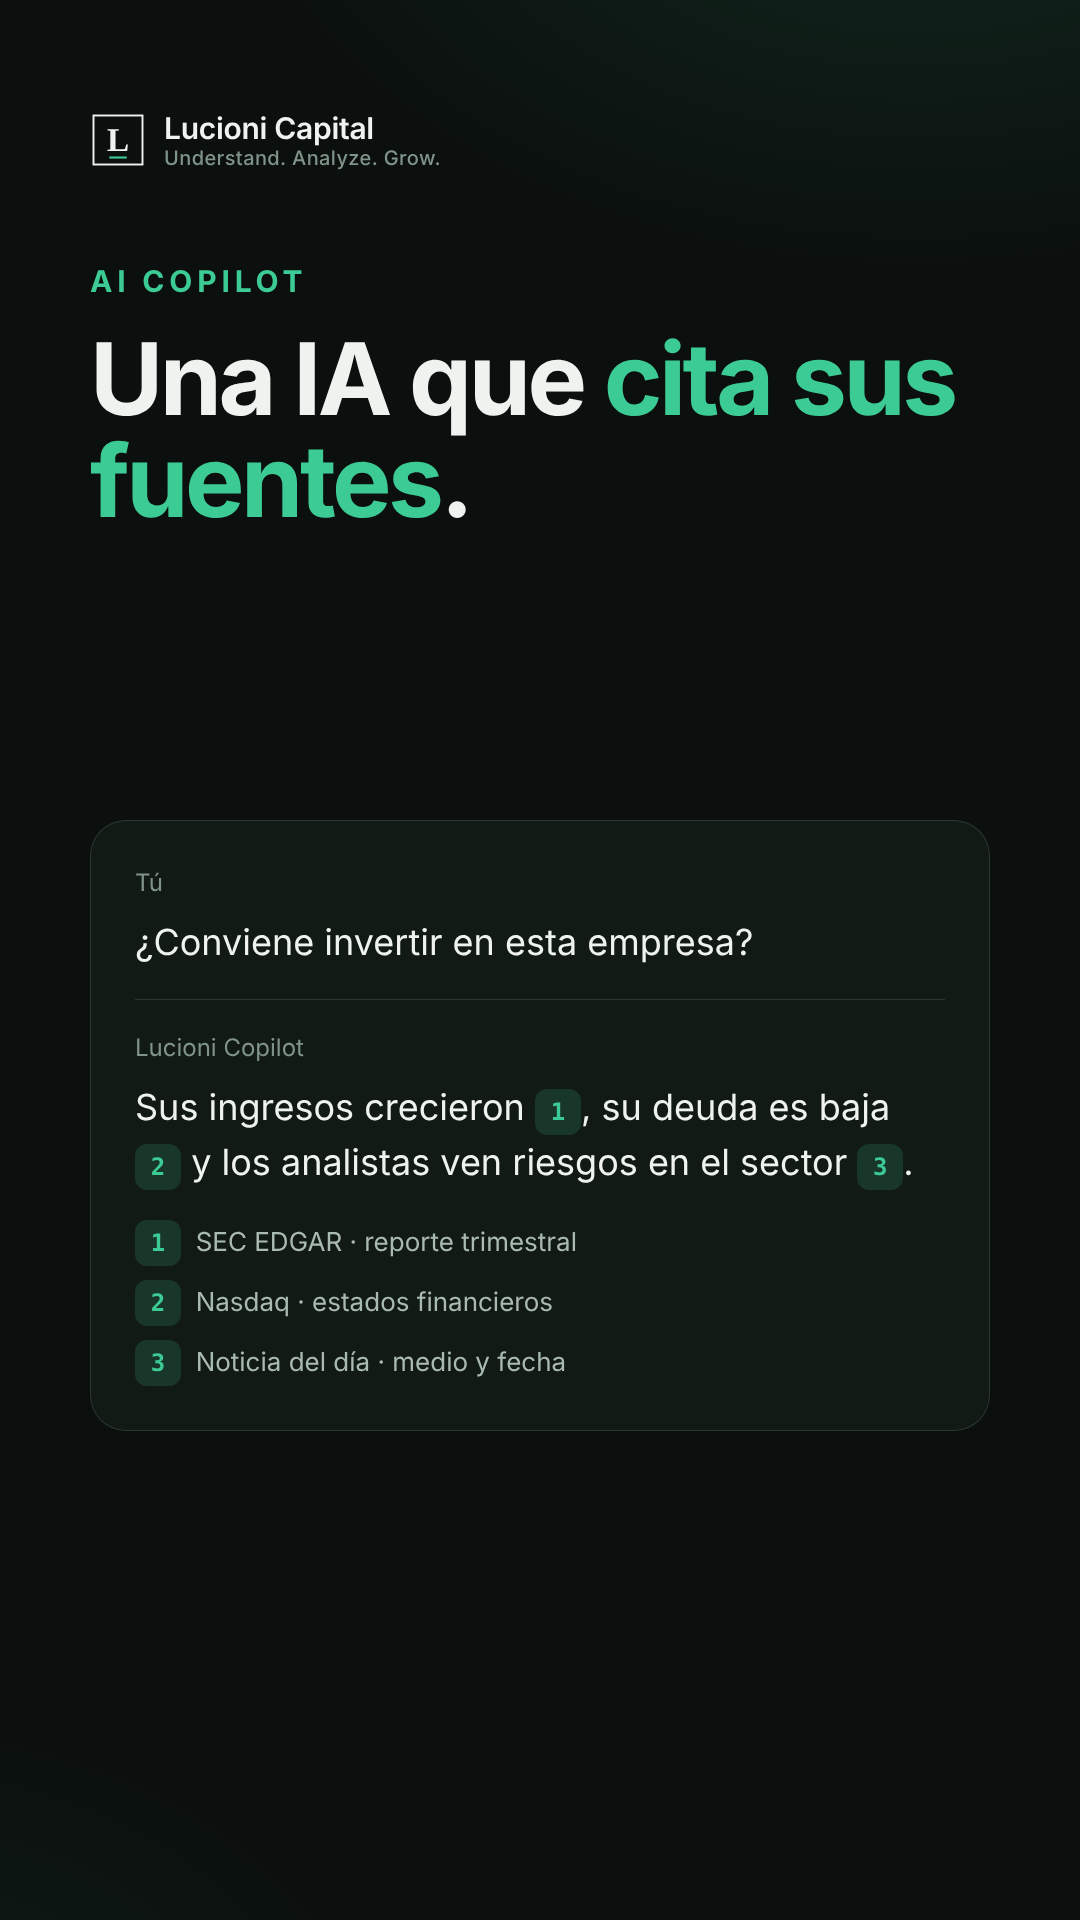 L
Lucioni Capital
Understand. Analyze. Grow.
AI COPILOT
Una IA que cita sus
fuentes.
Tú
¿Conviene invertir en esta empresa?
Lucioni Copilot
Sus ingresos crecieron 1, su deuda es baja
2 y los analistas ven riesgos en el sector 3.
1 SEC EDGAR · reporte trimestral
2 Nasdaq · estados financieros
3 Noticia del día · medio y fecha